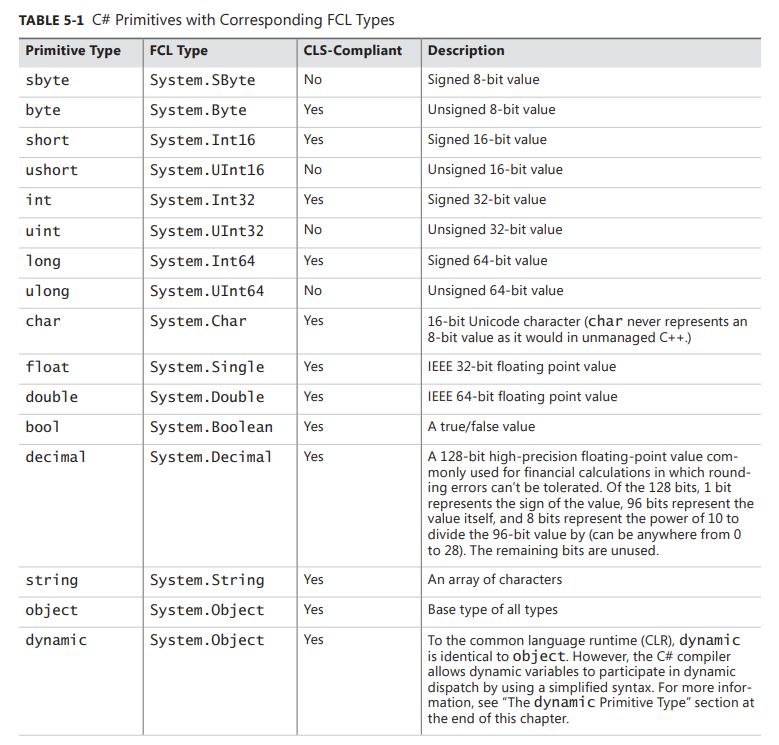 TABLE 5-1 C# Primitives with Corresponding FCL Types
Primitive Type FCL Type CLS-Compliant Description
sbyte System.SByte No Signed 8-bit value
byte System.Byte Yes Unsigned 8-bit value
short System.Int16 Yes Signed 16-bit value
ushort System.UInt16 No Unsigned 16-bit value
int System.Int32 Yes Signed 32-bit value
uint System.UInt32 No Unsigned 32-bit value
long System.Int64 Yes Signed 64-bit value
ulong System.UInt64 No Unsigned 64-bit value
char System.Char Yes 16-bit Unicode character (char never represents an
8-bit value as it would in unmanaged C++.)
float System.Single Yes IEEE 32-bit floating point value
double System.Double Yes IEEE 64-bit floating point value
bool System.Boolean Yes A true/false value
decimal System.Decimal Yes A 128-bit high-precision floating-point value com-
monly used for financial calculations in which round-
ing errors can't be tolerated. Of the 128 bits, 1 bit
represents the sign of the value, 96 bits represent the
value itself, and 8 bits represent the power of 10 to
divide the 96-bit value by (can be anywhere from 0
to 28). The remaining bits are unused.
string System.String Yes An array of characters
object System.Object Yes Base type of all types
dynamic System.Object Yes To the common language runtime (CLR), dynamic
is identical to object. However, the C# compiler
allows dynamic variables to participate in dynamic
dispatch by using a simplified syntax. For more infor-
mation, see "The dynamic Primitive Type" section at
the end of this chapter.